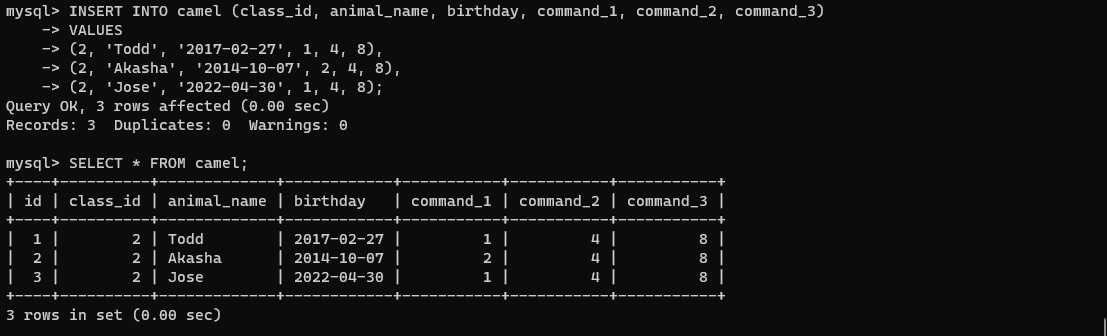 mysql> INSERT INTO camel (class_id, animal_name, birthday, command_1, command_2, command_3)
    -> VALUES
    -> (2, 'Todd', '2017-02-27', 1, 4, 8),
    -> (2, 'Akasha', '2014-10-07', 2, 4, 8),
    -> (2, 'Jose', '2022-04-30', 1, 4, 8);
Query OK, 3 rows affected (0.00 sec)
Records: 3  Duplicates: 0  Warnings: 0

mysql> SELECT * FROM camel;
+----+----------+-------------+------------+-----------+-----------+-----------+
| id | class_id | animal_name | birthday   | command_1 | command_2 | command_3 |
+----+----------+-------------+------------+-----------+-----------+-----------+
|  1 |        2 | Todd        | 2017-02-27 |         1 |         4 |         8 |
|  2 |        2 | Akasha      | 2014-10-07 |         2 |         4 |         8 |
|  3 |        2 | Jose        | 2022-04-30 |         1 |         4 |         8 |
+----+----------+-------------+------------+-----------+-----------+-----------+
3 rows in set (0.00 sec)